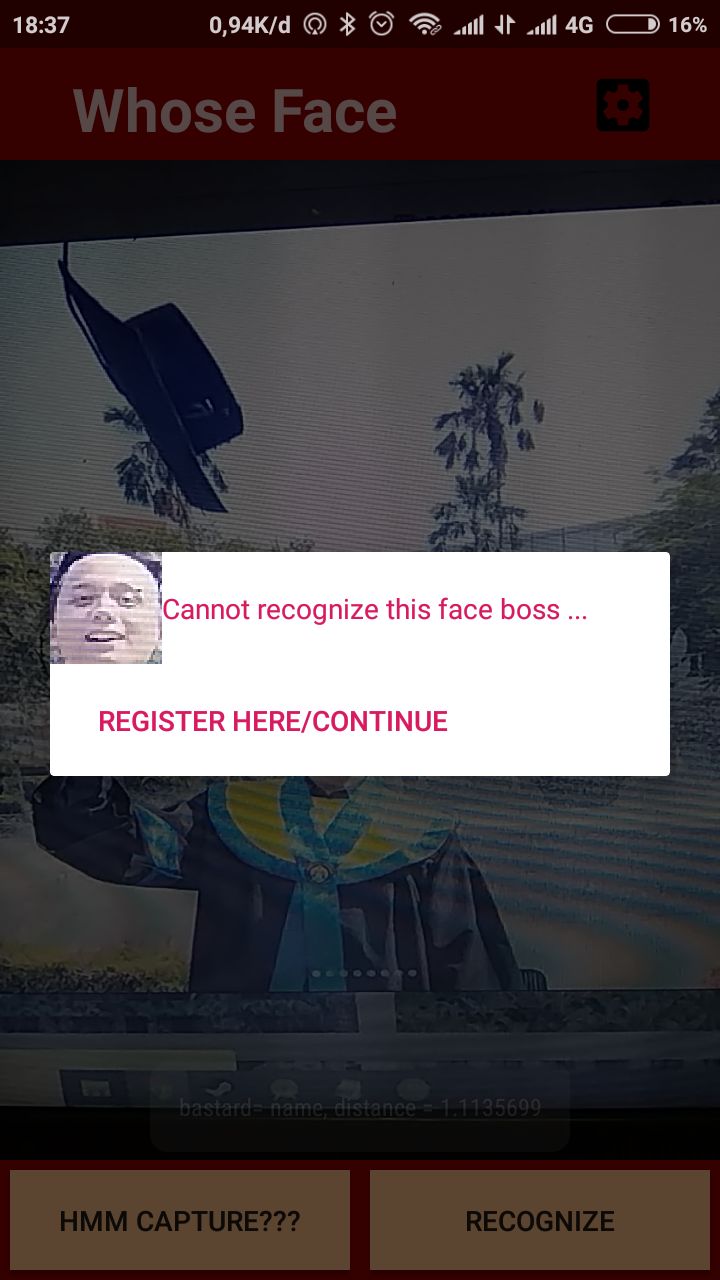 18:37 0,94K/d 4G 16%
Whose Face
Cannot recognize this face boss ...
REGISTER HERE/CONTINUE
bastard= name, distance = 1.1135699
HMM CAPTURE???
RECOGNIZE